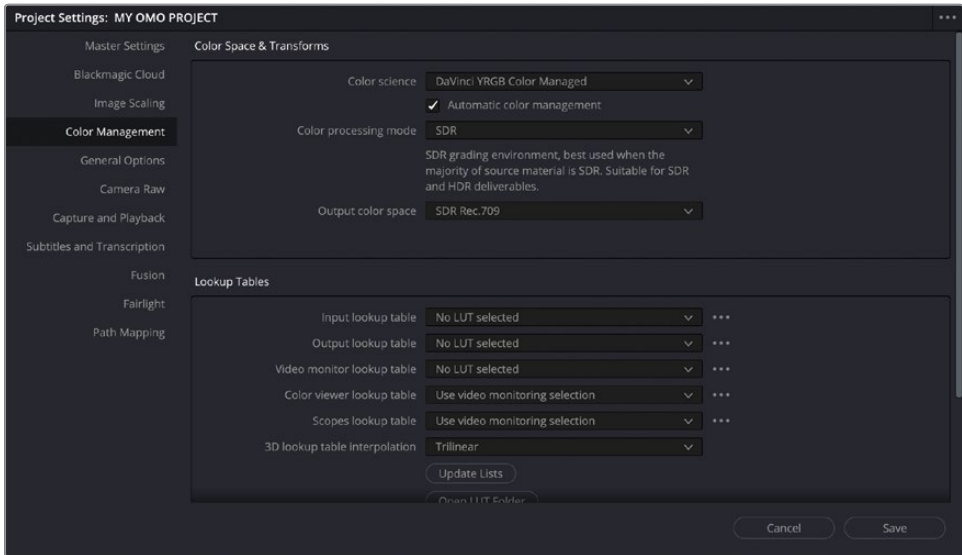 Project Settings: MY OMO PROJECT
Master Settings
Blackmagic Cloud
Image Scaling
Color Management
General Options
Camera Raw
Capture and Playback
Subtitles and Transcription
Fusion
Fairlight
Path Mapping
Color Space & Transforms
Color science DaVinci YRGB Color Managed
Automatic color management
Color processing mode SDR
SDR grading environment, best used when the
majority of source material is SDR. Suitable for SDR
and HDR deliverables.
Output color space SDR Rec.709
Lookup Tables
Input lookup table No LUT selected
Output lookup table No LUT selected
Video monitor lookup table No LUT selected
Color viewer lookup table Use video monitoring selection
Scopes lookup table Use video monitoring selection
3D lookup table interpolation Trilinear
Update Lists
Open LUT Folder
Cancel Save